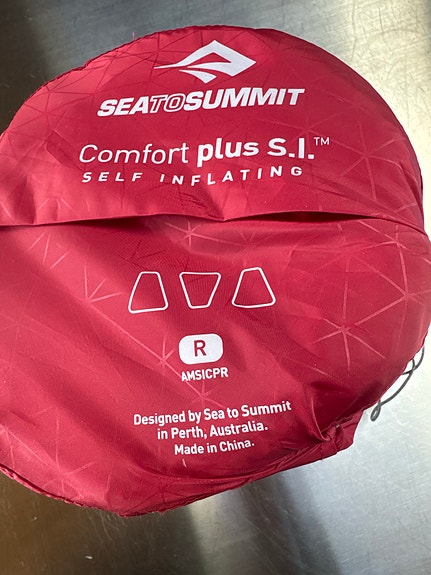 SEATOSUMMIT
Comfort plus S.I.™
SELF INFLATING
R
AMSICPR
Designed by Sea to Summit
in Perth, Australia.
Made in China.